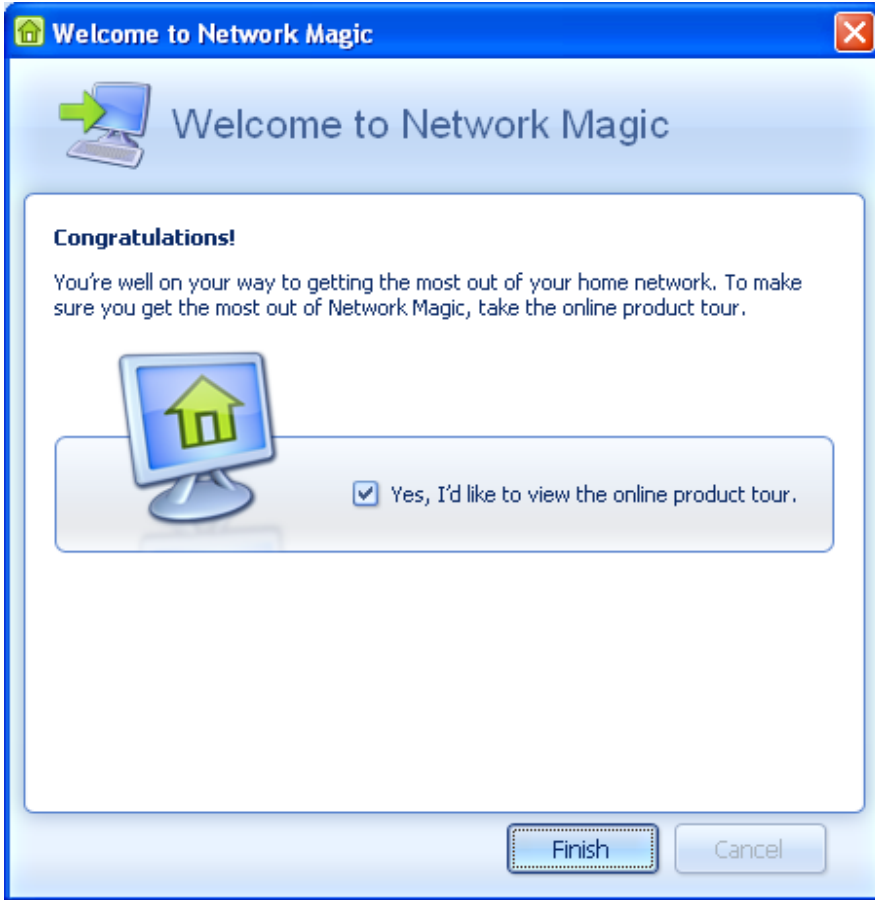 Welcome to Network Magic
Welcome to Network Magic
Congratulations!
You're well on your way to getting the most out of your home network. To make
sure you get the most out of Network Magic, take the online product tour.
Yes, I'd like to view the online product tour.
Finish
Cancel